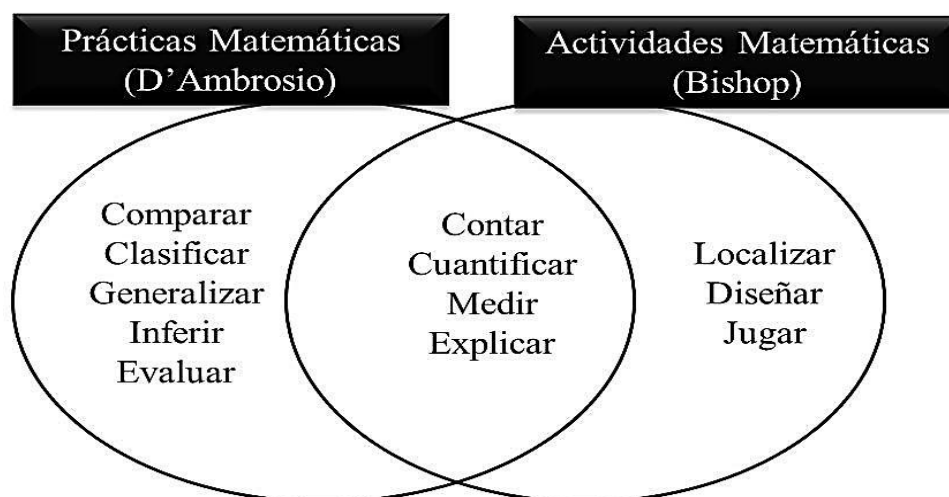 Prácticas Matemáticas
(D’Ambrosio)
Actividades Matemáticas
(Bishop)
Comparar
Clasificar
Generalizar
Inferir
Evaluar
Contar
Cuantificar
Medir
Explicar
Localizar
Diseñar
Jugar